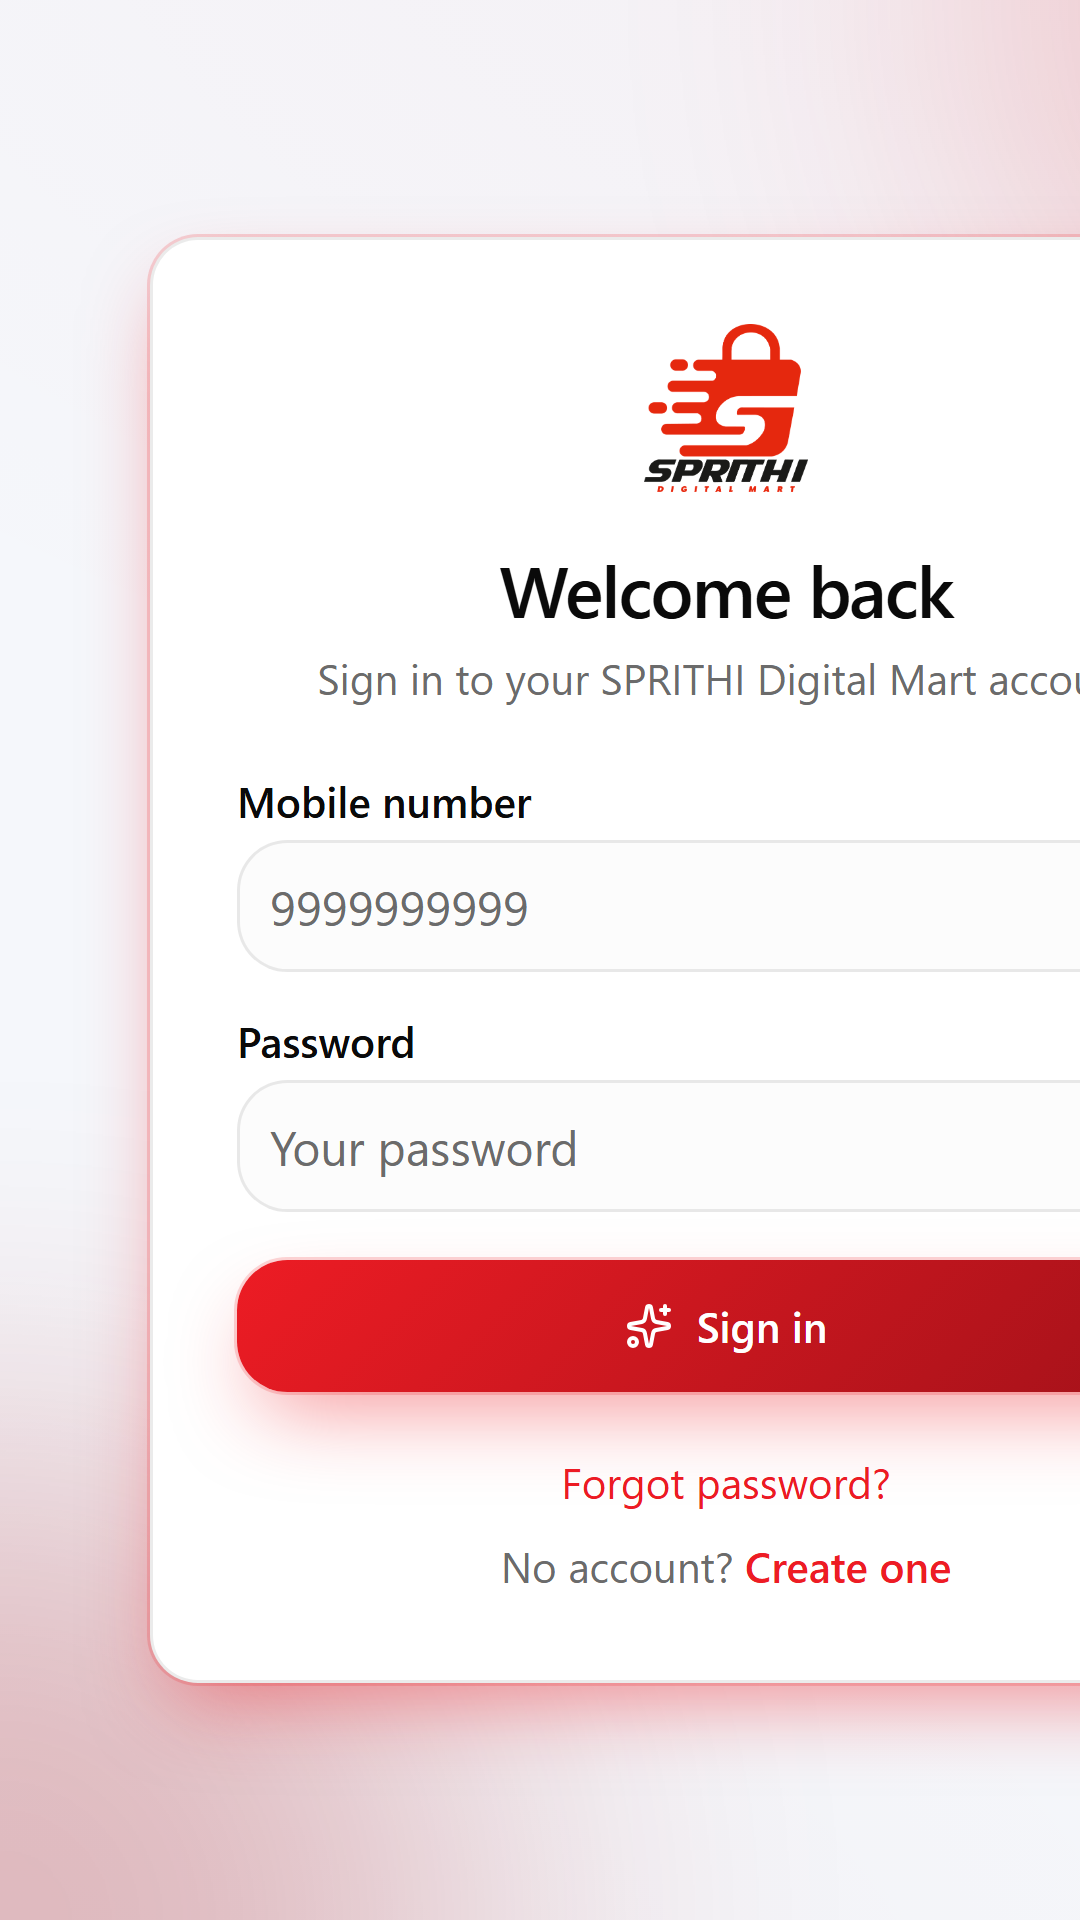 SPRITHI
DIGITAL MART
Welcome back
Sign in to your SPRITHI Digital Mart
Mobile number
9999999999
Password
Your password
Sign in
Forgot password?
No account? Create one